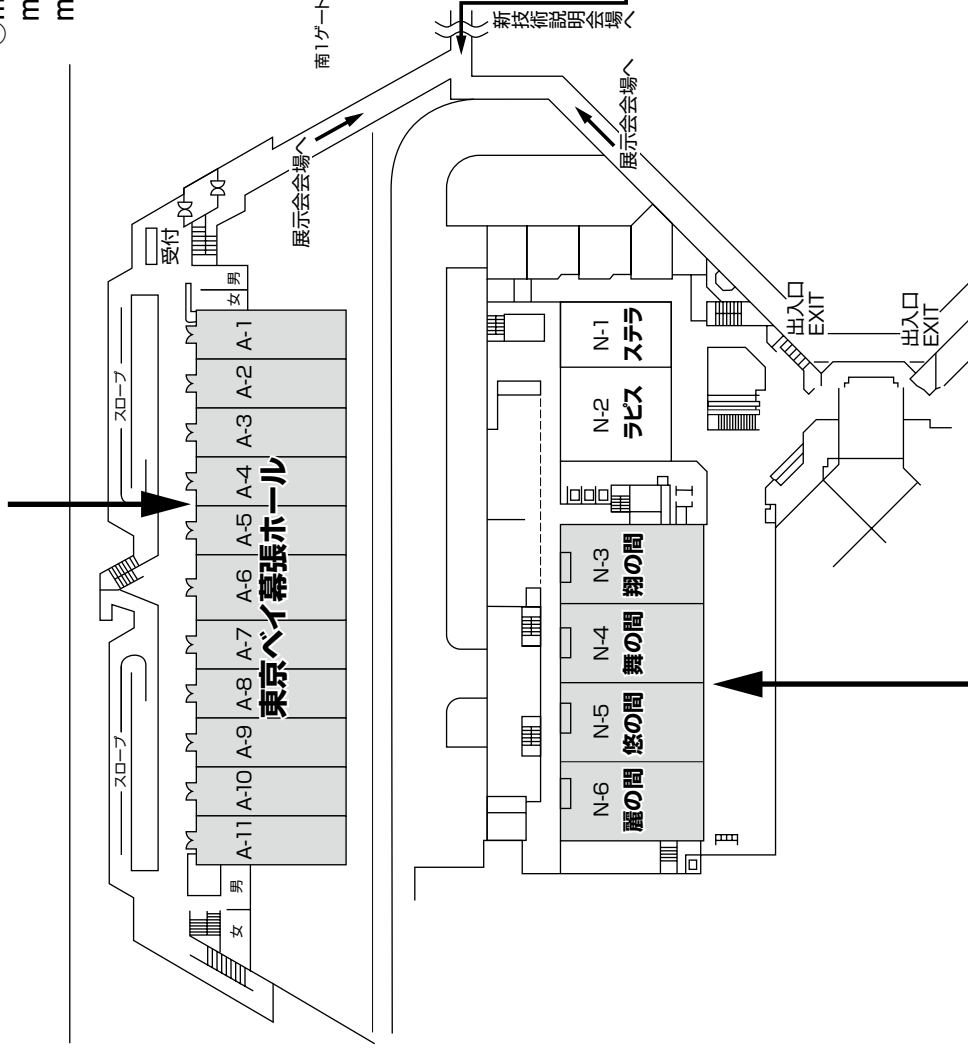 南1ゲート
新技術説明会場へ
展示会会場へ
展示会会場へ
受付
スロープ
スロープ
女
男
A-11
A-10
A-9
A-8
A-7
A-6
A-5
A-4
A-3
A-2
A-1
東京ベイ幕張ホール
女
男
N-6
麗の間
N-5
悠の間
N-4
舞の間
N-3
翔の間
N-2
ラピス
N-1
ステラ
出入口
EXIT
出入口
EXIT